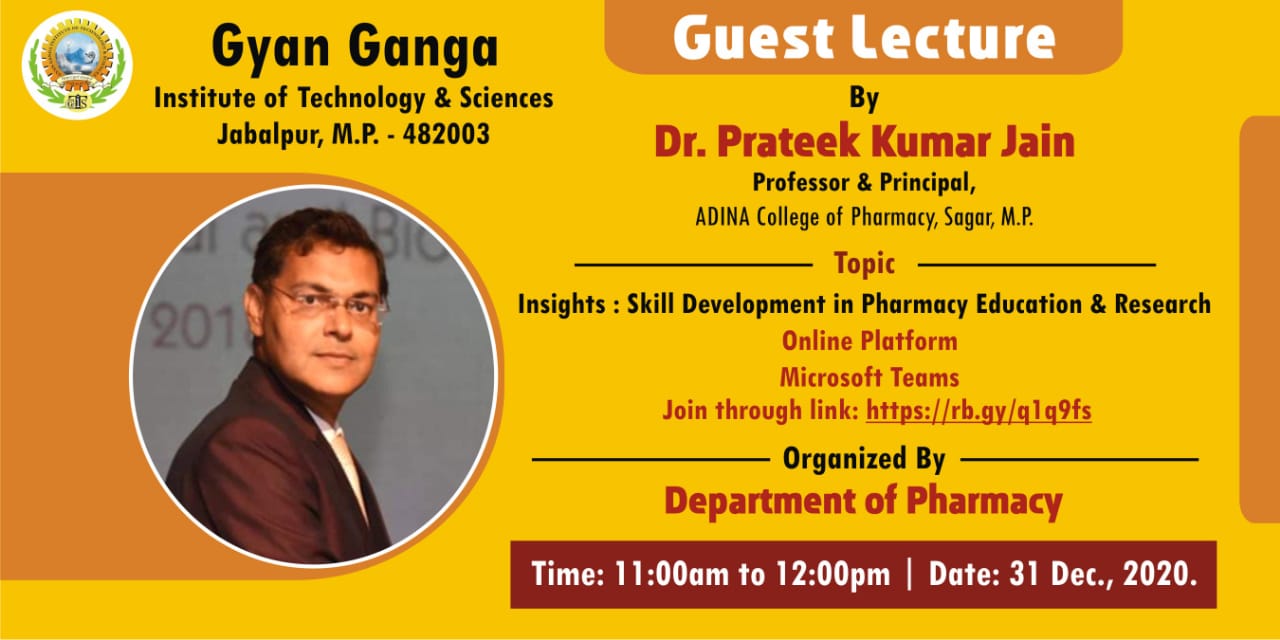 Gyan Ganga
Institute of Technology & Sciences
Jabalpur, M.P. - 482003
Guest Lecture
By
Dr. Prateek Kumar Jain
Professor & Principal,
ADINA College of Pharmacy, Sagar, M.P.
Topic
Insights : Skill Development in Pharmacy Education & Research
Online Platform
Microsoft Teams
Join through link: https://rb.gy/q1q9fs
Organized By
Department of Pharmacy
Time: 11:00am to 12:00pm | Date: 31 Dec., 2020.
201